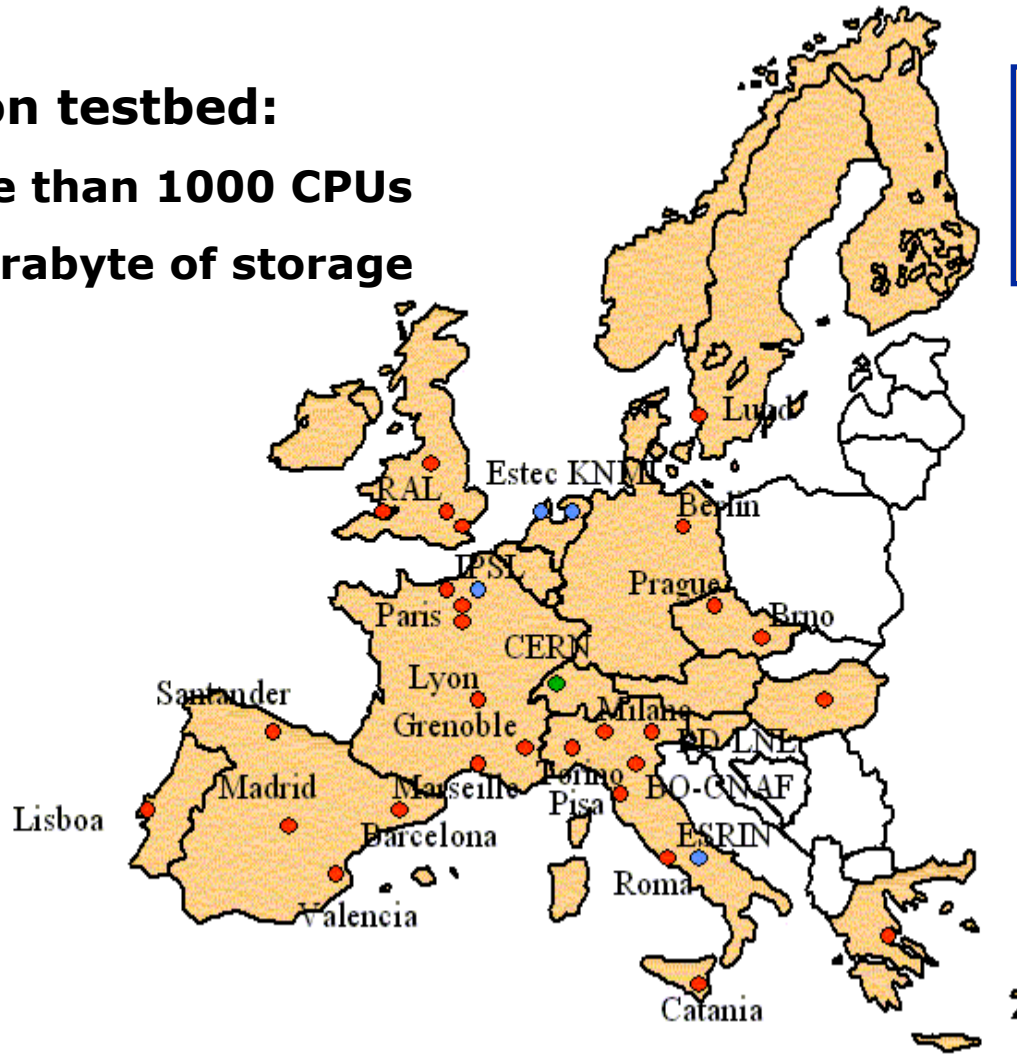 on testbed:
e than 1000 CPUs
rabyte of storage
Lund
Estec KNMI
RAL
Berlin
IPSL
Prague
Paris
Brno
CERN
Lyon
Santander
Grenoble
Milano
PD-LNL
Torino
Madrid
Marseille
BO-CNAF
Pisa
Lisboa
Barcelona
ESRIN
Roma
Valencia
Catania